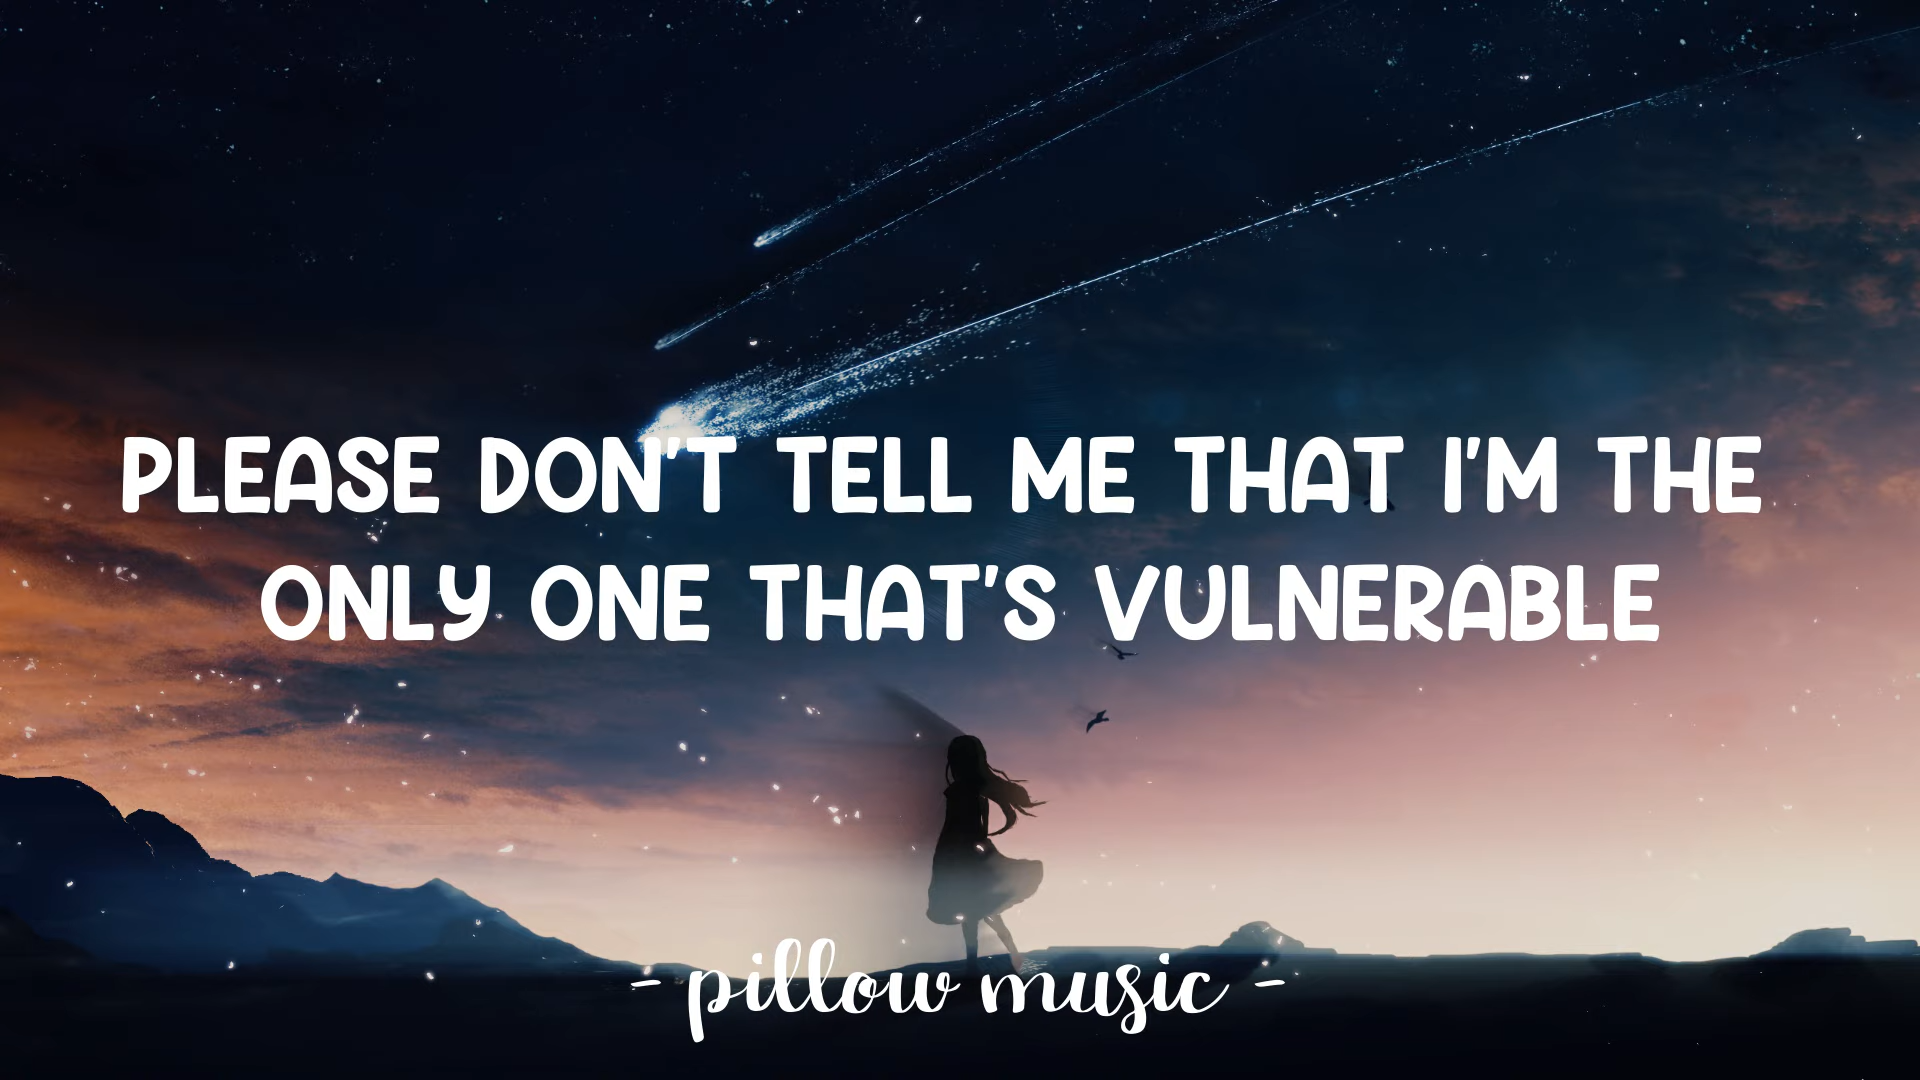 PLEASE DON'T TELL ME THAT I'M THE
ONLY ONE THAT'S VULNERABLE
- pillow music -